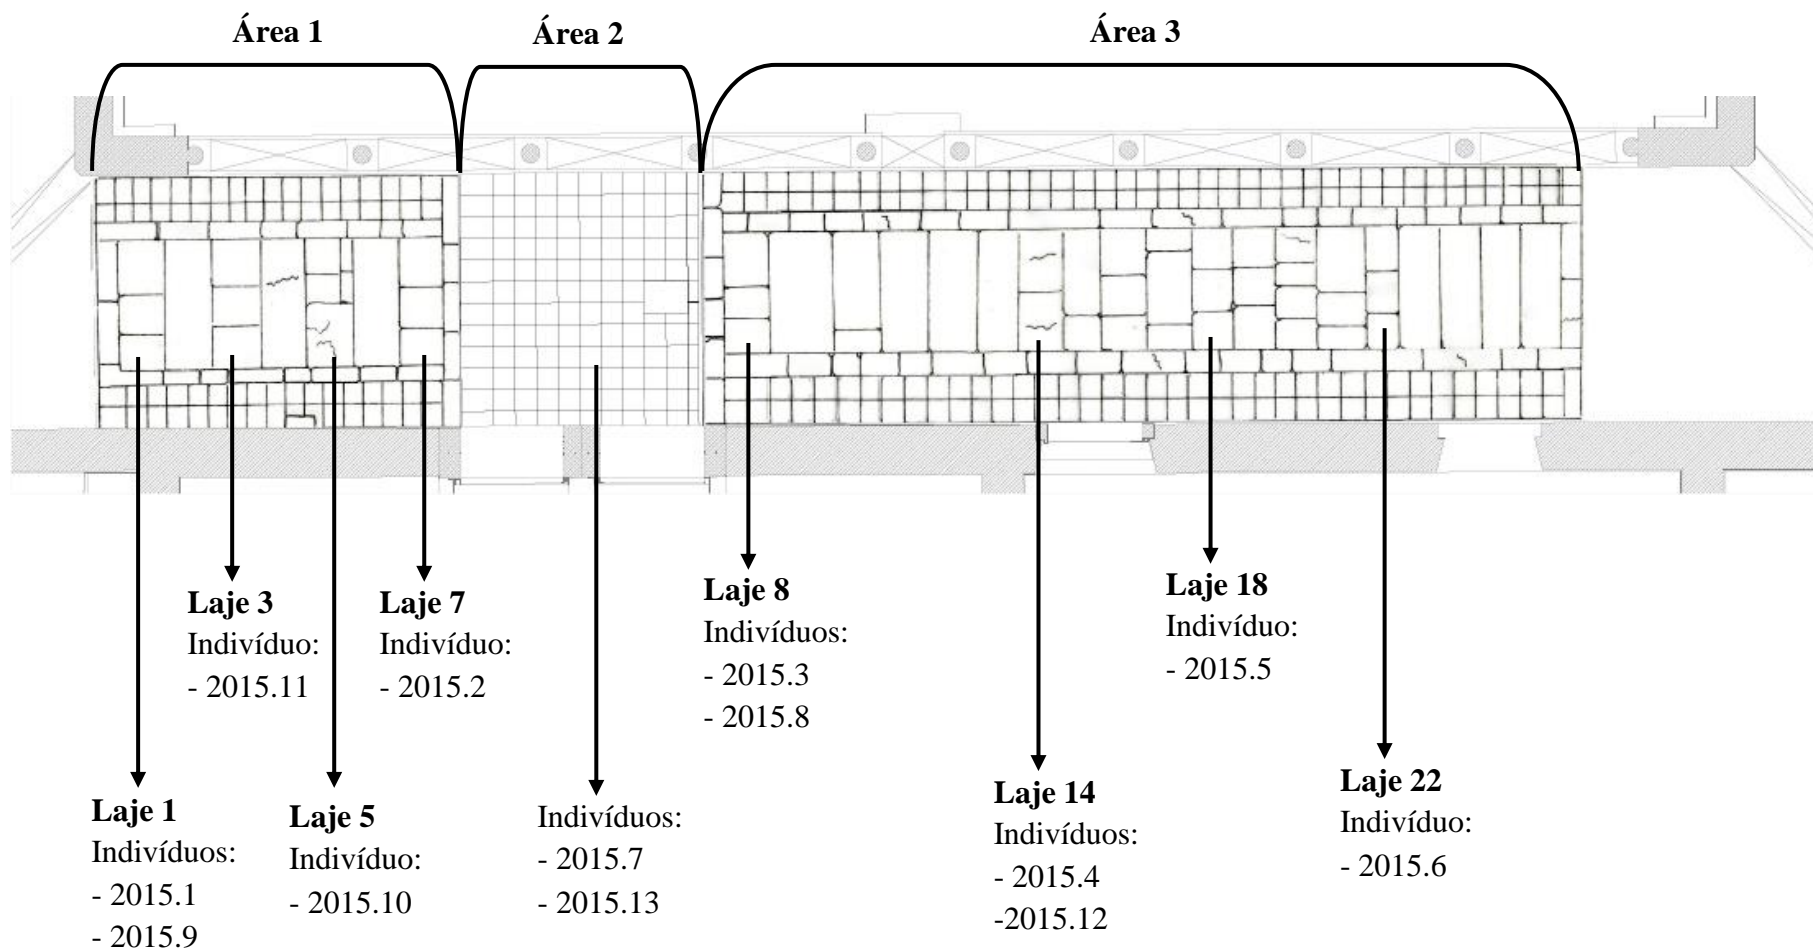 Área 1
Área 2
Área 3
Laje 3
Indivíduo:
- 2015.11
Laje 7
Indivíduo:
- 2015.2
Laje 8
Indivíduos:
- 2015.3
- 2015.8
Laje 18
Indivíduo:
- 2015.5
Laje 1
Indivíduos:
- 2015.1
- 2015.9
Laje 5
Indivíduo:
- 2015.10
Indivíduos:
- 2015.7
- 2015.13
Laje 14
Indivíduos:
- 2015.4
-2015.12
Laje 22
Indivíduo:
- 2015.6